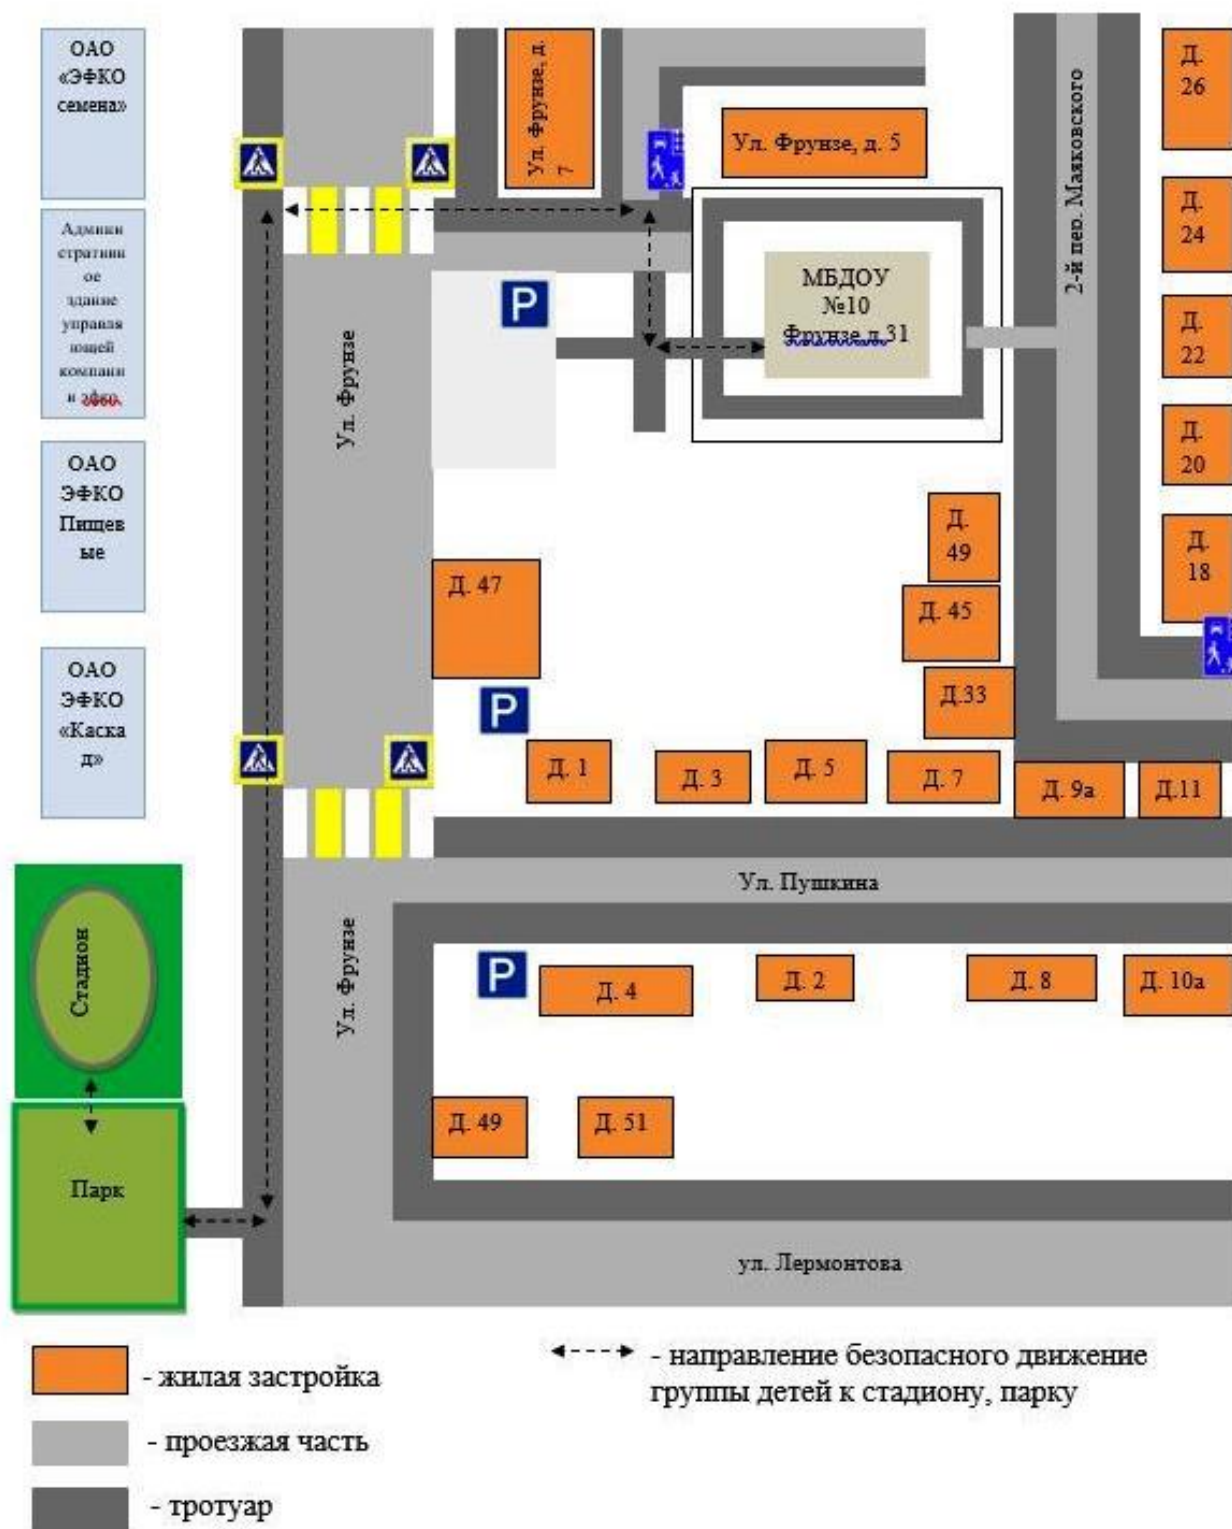 ОАО
«ЭФКО
семена»
Админи
стративн
ое
здание
управля
ющей
компани
и эфко
ОАО
ЭФКО
Пищев
ые
ОАО
ЭФКО
«Каска
д»
Стадион
Парк
Ул. Фрунзе
Ул. Фрунзе
Ул. Фрунзе, д.
7
Ул. Фрунзе, д. 5
МБДОУ
№10
Фрунзе д.31
P
2-й пер. Маяковского
Д.
26
Д.
24
Д.
22
Д.
20
Д.
18
Д.
49
Д. 45
Д.33
Д. 47
P
Д. 1
Д. 3
Д. 5
Д. 7
Д. 9а
Д.11
Ул. Пушкина
P
Д. 4
Д. 2
Д. 8
Д. 10а
Д. 49
Д. 51
ул. Лермонтова
- жилая застройка
- проезжая часть
- тротуар
- направление безопасного движение
группы детей к стадиону, парку